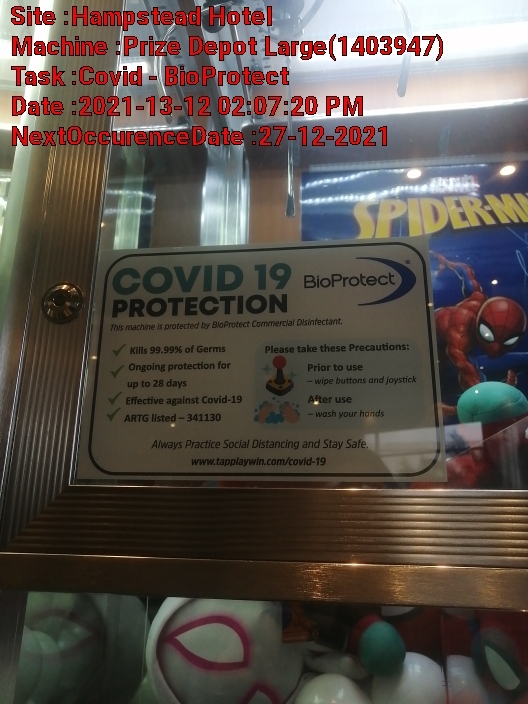 Site :Hampstead Hotel
Machine :Prize Depot Large(1403947)
Task :Covid - BioProtect
Date :2021-13-12 02:07:20 PM
NextOccurenceDate :27-12-2021
SPIDER-M
COVID 19
PROTECTION
BioProtect
This machine is protected by BioProtect Commercial Disinfectant.
Kills 99.99% of Germs
Ongoing protection for
up to 28 days
Effective against Covid-19
ARTG listed – 341130
Please take these Precautions:
Prior to use
– wipe buttons and joystick
After use
– wash your hands
Always Practice Social Distancing and Stay Safe.
www.tapplaywin.com/covid-19